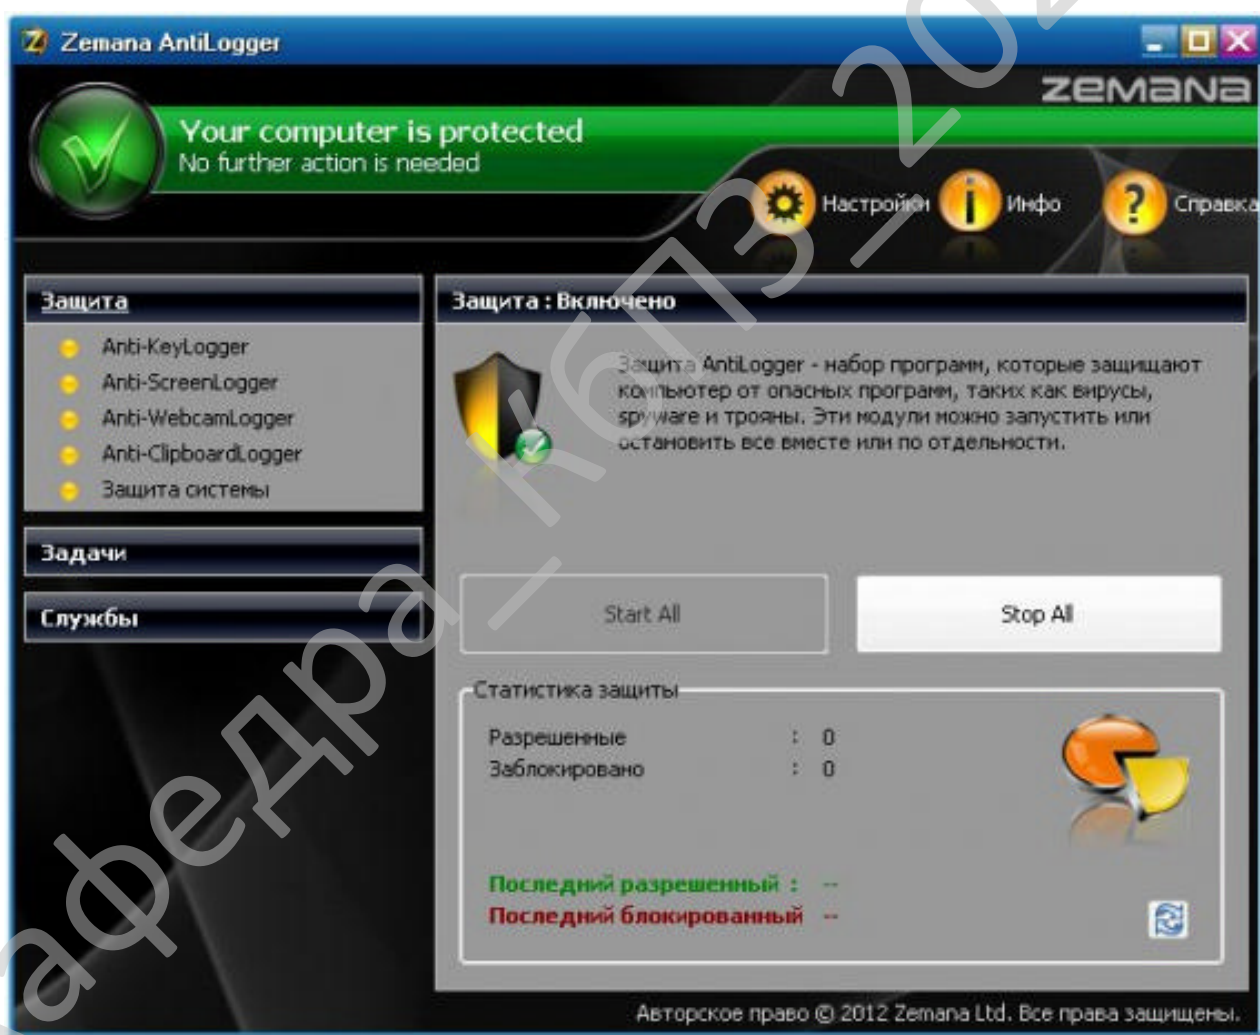 Zemana AntiLogger
ZEMANA
Your computer is protected
No further action is needed
Настройки
Инфо
Справка
Защита
Anti-KeyLogger
Anti-ScreenLogger
Anti-WebcamLogger
Anti-ClipboardLogger
Защита системы
Задачи
Службы
Защита : Включено
Защита AntiLogger - набор программ, которые защищают
компьютер от опасных программ, таких как вирусы,
spyware и трояны. Эти модули можно запустить или
остановить все вместе или по отдельности.
Start All
Stop All
Статистика защиты
Разрешенные : 0
Заблокировано : 0
Последний разрешенный : --
Последний блокированный --
Авторское право © 2012 Zemana Ltd. Все права защищены.
афедра_КБПЗ_202